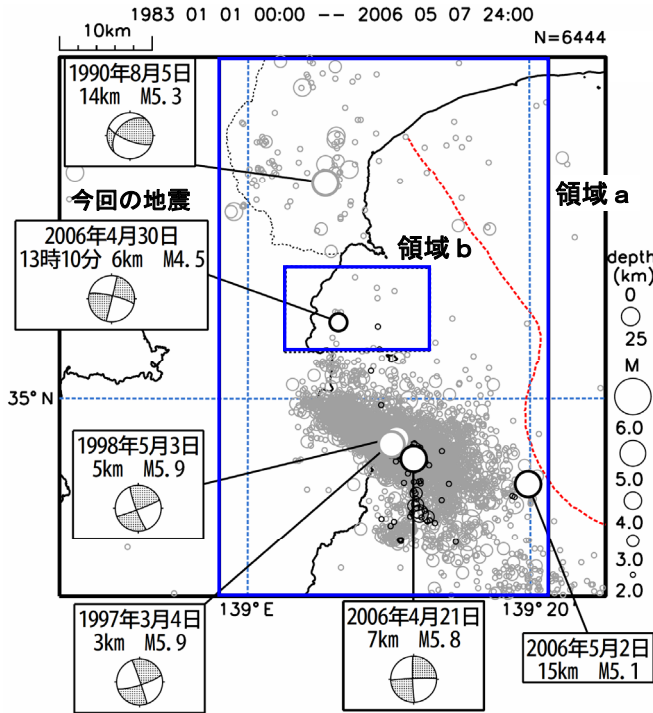 1983 01 01 00:00 -- 2006 05 07 24:00
10km
N=6444
1990年8月5日
14km M5.3
今回の地震
2006年4月30日
13時10分 6km M4.5
領域a
領域b
depth
(km)
0
25
M
6.0
5.0
4.0
3.0
2.0
35°N
1998年5月3日
5km M5.9
139°E
139°20'
1997年3月4日
3km M5.9
2006年4月21日
7km M5.8
2006年5月2日
15km M5.1